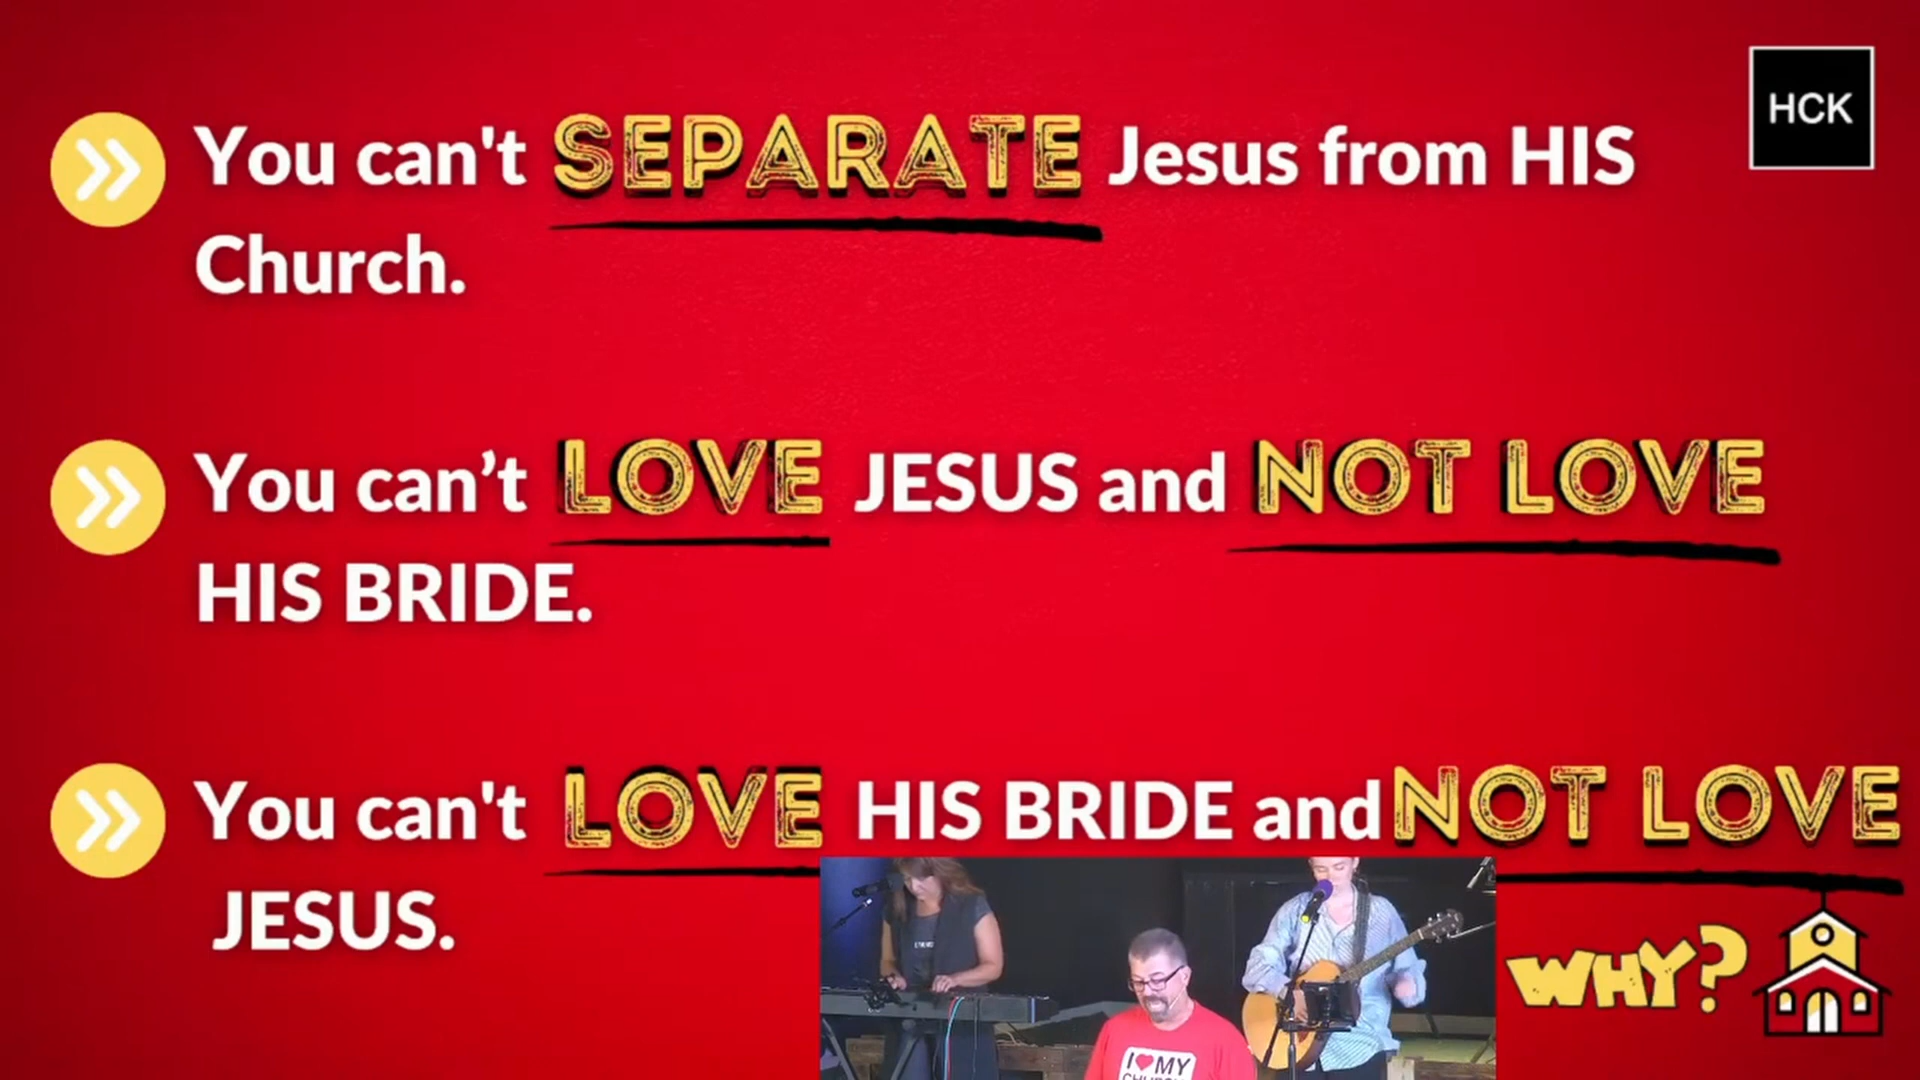 HCK
You can't SEPARATE Jesus from HIS
Church.
You can’t LOVE JESUS and NOT LOVE
HIS BRIDE.
You can't LOVE HIS BRIDE and NOT LOVE
JESUS.
WHY?
I ♥ MY
CHURCH